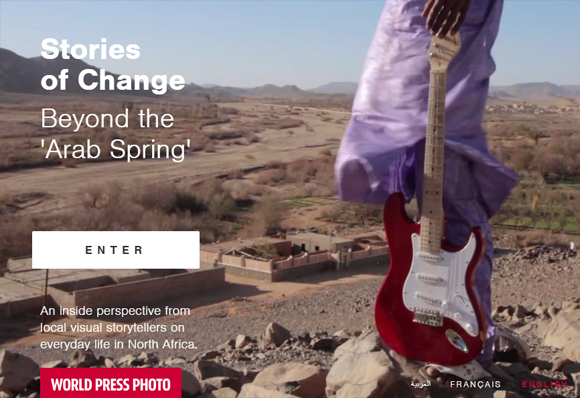 Stories
of Change
Beyond the
'Arab Spring'
ENTER
An inside perspective from
local visual storytellers on
everyday life in North Africa.
WORLD PRESS PHOTO
العربية FRANÇAIS ENGLISH